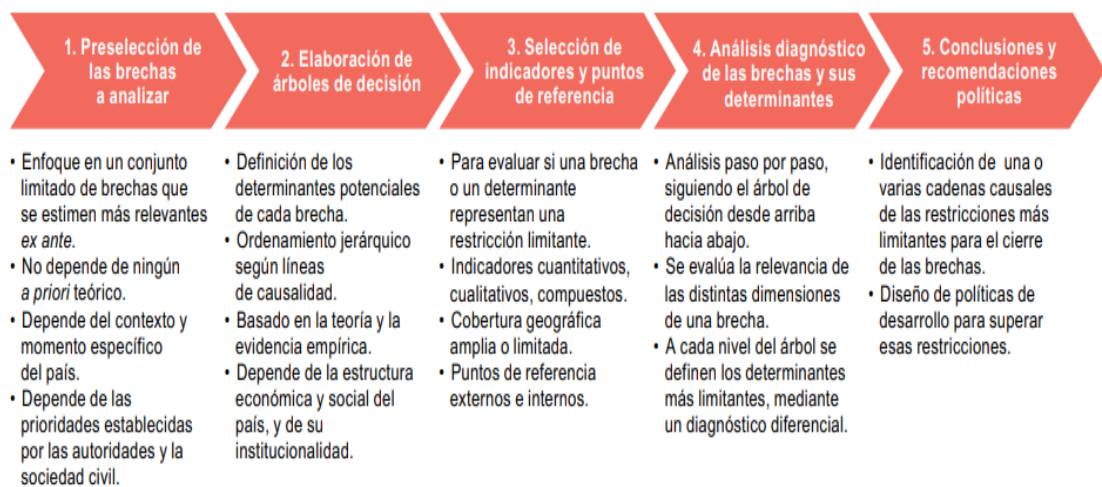 1. Preselección de
las brechas
a analizar
2. Elaboración de
árboles de decisión
3. Selección de
indicadores y puntos
de referencia
4. Análisis diagnóstico
de las brechas y sus
determinantes
5. Conclusiones y
recomendaciones
políticas
• Enfoque en un conjunto
limitado de brechas que
se estimen más relevantes
ex ante.
• No depende de ningún
a priori teórico.
• Depende del contexto y
momento específico
del país.
• Depende de las
prioridades establecidas
por las autoridades y la
sociedad civil.
• Definición de los
determinantes potenciales
de cada brecha.
• Ordenamiento jerárquico
según líneas
de causalidad.
• Basado en la teoría y la
evidencia empírica.
• Depende de la estructura
económica y social del
país, y de su
institucionalidad.
• Para evaluar si una brecha
o un determinante
representan una
restricción limitante.
• Indicadores cuantitativos,
cualitativos, compuestos.
• Cobertura geográfica
amplia o limitada.
• Puntos de referencia
externos e internos.
• Análisis paso por paso,
siguiendo el árbol de
decisión desde arriba
hacia abajo.
• Se evalúa la relevancia de
las distintas dimensiones
de una brecha.
• A cada nivel del árbol se
definen los determinantes
más limitantes, mediante
un diagnóstico diferencial.
• Identificación de una o
varias cadenas causales
de las restricciones más
limitantes para el cierre
de las brechas.
• Diseño de políticas de
desarrollo para superar
esas restricciones.